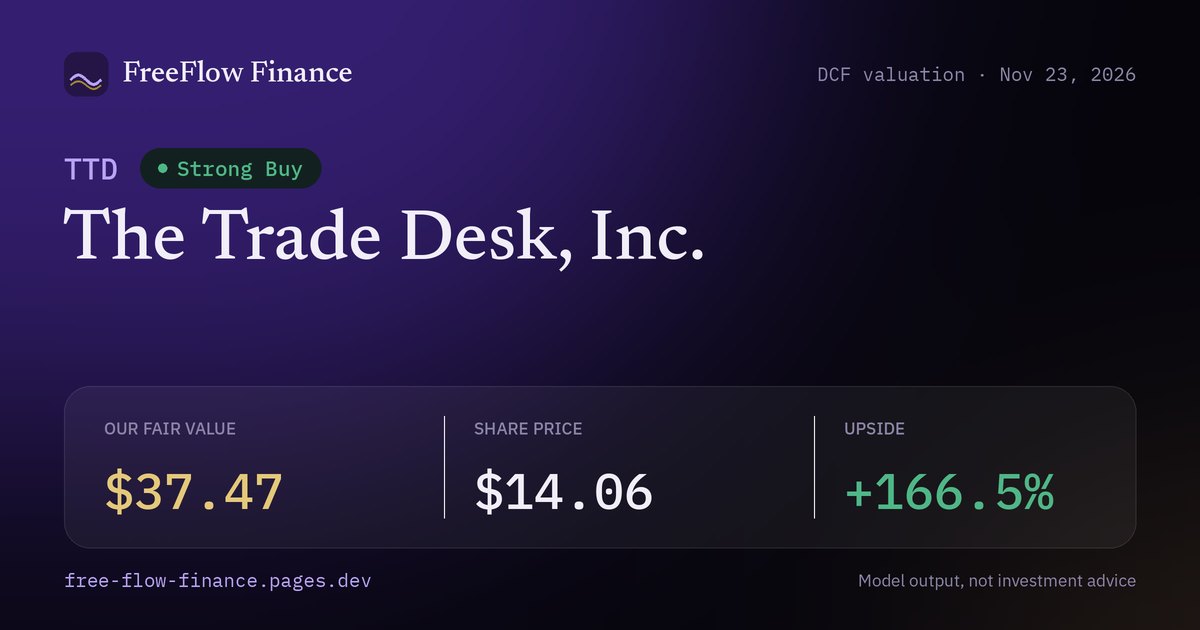 FreeFlow Finance
DCF valuation · Nov 23, 2026
TTD
Strong Buy
The Trade Desk, Inc.
OUR FAIR VALUE
$37.47
SHARE PRICE
$14.06
UPSIDE
+166.5%
free-flow-finance.pages.dev
Model output, not investment advice